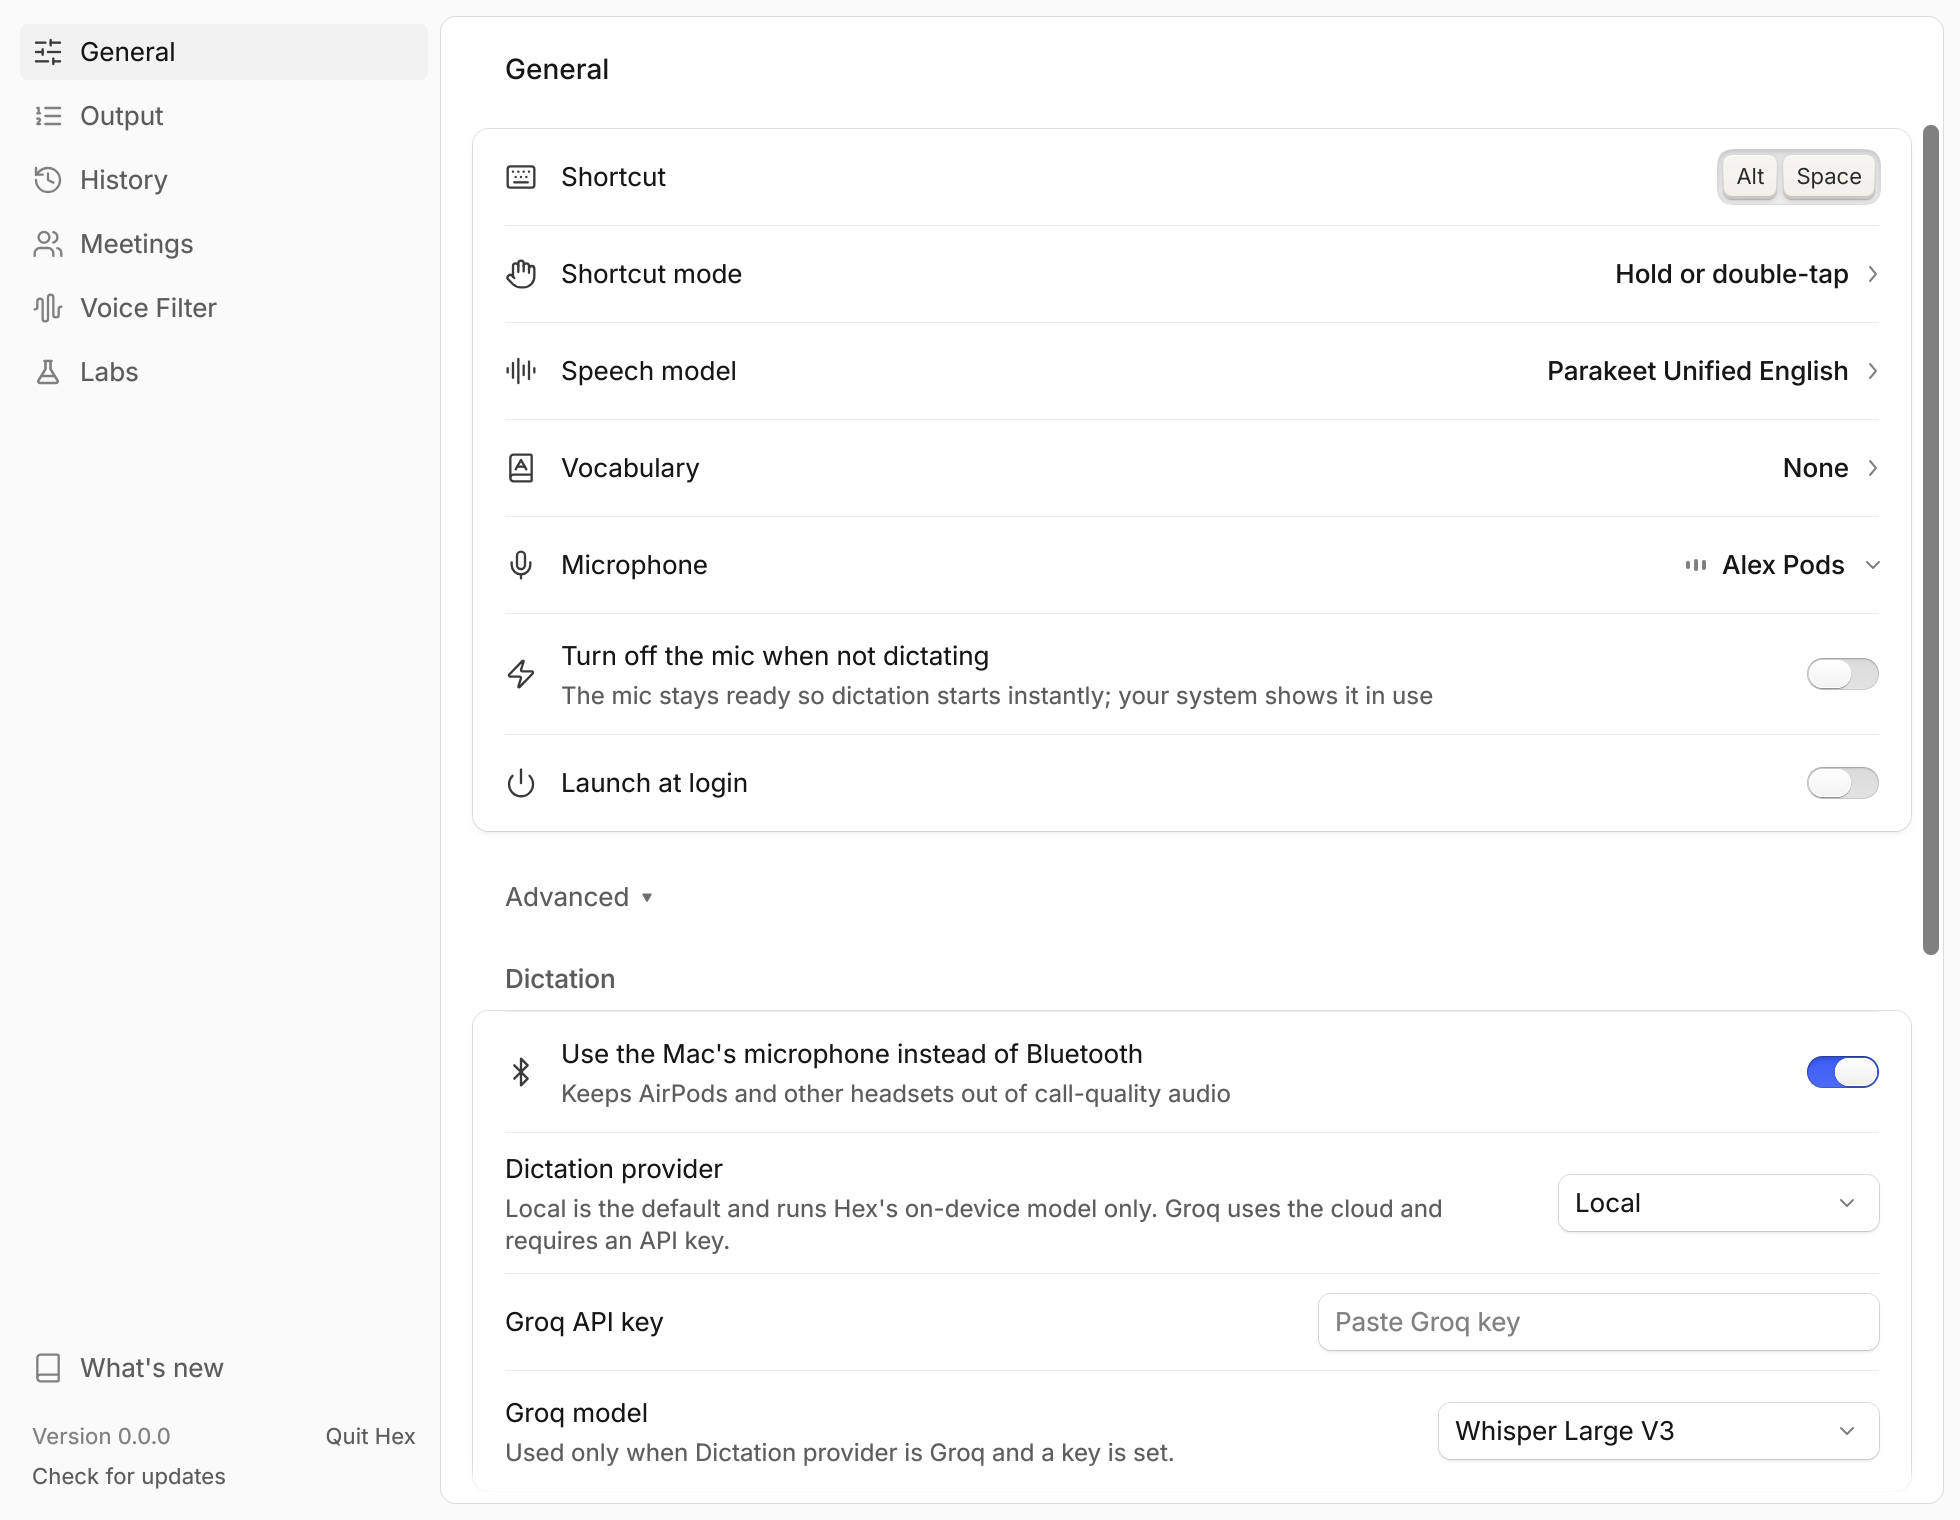 General
Output
History
Meetings
Voice Filter
Labs
What's new
Version 0.0.0
Quit Hex
Check for updates
General
Shortcut
Alt Space
Shortcut mode
Hold or double-tap
Speech model
Parakeet Unified English
Vocabulary
None
Microphone
Alex Pods
Turn off the mic when not dictating
The mic stays ready so dictation starts instantly; your system shows it in use
Launch at login
Advanced
Dictation
Use the Mac's microphone instead of Bluetooth
Keeps AirPods and other headsets out of call-quality audio
Dictation provider
Local is the default and runs Hex's on-device model only. Groq uses the cloud and
requires an API key.
Local
Groq API key
Paste Groq key
Groq model
Used only when Dictation provider is Groq and a key is set.
Whisper Large V3